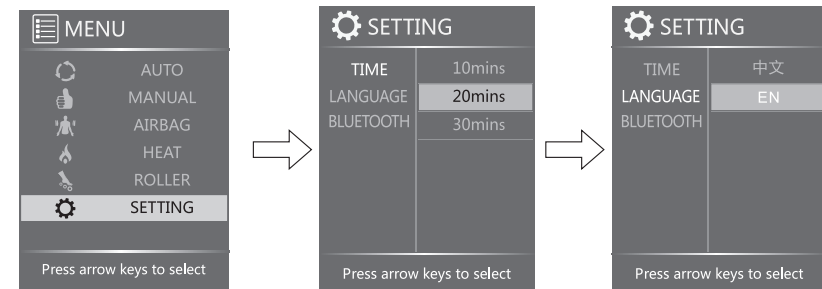 MENU
AUTO
MANUAL
AIRBAG
HEAT
ROLLER
SETTING
Press arrow keys to select
SETTING
TIME 10mins
LANGUAGE 20mins
BLUETOOTH 30mins
Press arrow keys to select
SETTING
TIME 中文
LANGUAGE EN
BLUETOOTH
Press arrow keys to select